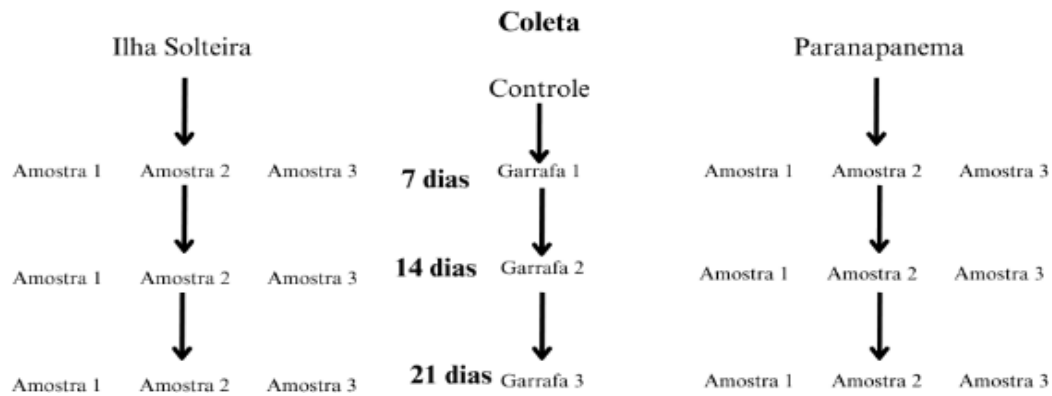 Coleta
Ilha Solteira
Paranapanema
Controle
Amostra 1 Amostra 2 Amostra 3 7 dias Garrafa 1 Amostra 1 Amostra 2 Amostra 3
Amostra 1 Amostra 2 Amostra 3 14 dias Garrafa 2 Amostra 1 Amostra 2 Amostra 3
Amostra 1 Amostra 2 Amostra 3 21 dias Garrafa 3 Amostra 1 Amostra 2 Amostra 3